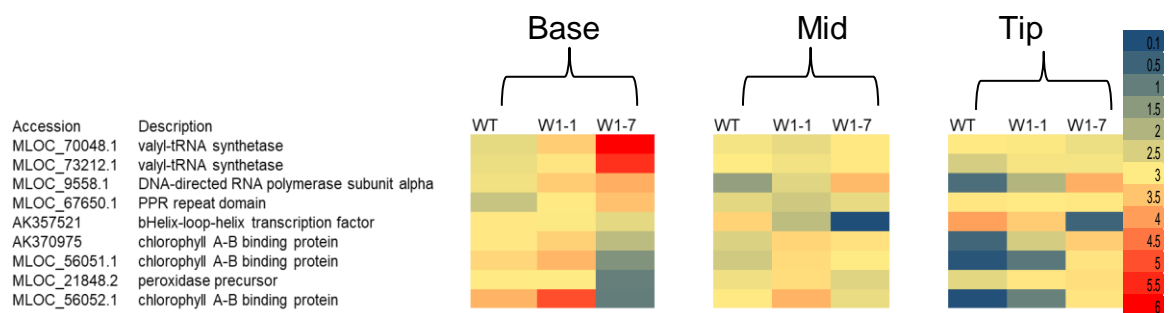 Base Mid Tip
WT W1-1 W1-7 WT W1-1 W1-7 WT W1-1 W1-7
Accession Description
MLOC_70048.1 valyl-tRNA synthetase
MLOC_73212.1 valyl-tRNA synthetase
MLOC_9558.1 DNA-directed RNA polymerase subunit alpha
MLOC_67650.1 PPR repeat domain
AK357521 bHelix-loop-helix transcription factor
AK370975 chlorophyll A-B binding protein
MLOC_56051.1 chlorophyll A-B binding protein
MLOC_21848.2 peroxidase precursor
MLOC_56052.1 chlorophyll A-B binding protein
0.1
0.5
1
1.5
2
2.5
3
3.5
4
4.5
5
5.5
6